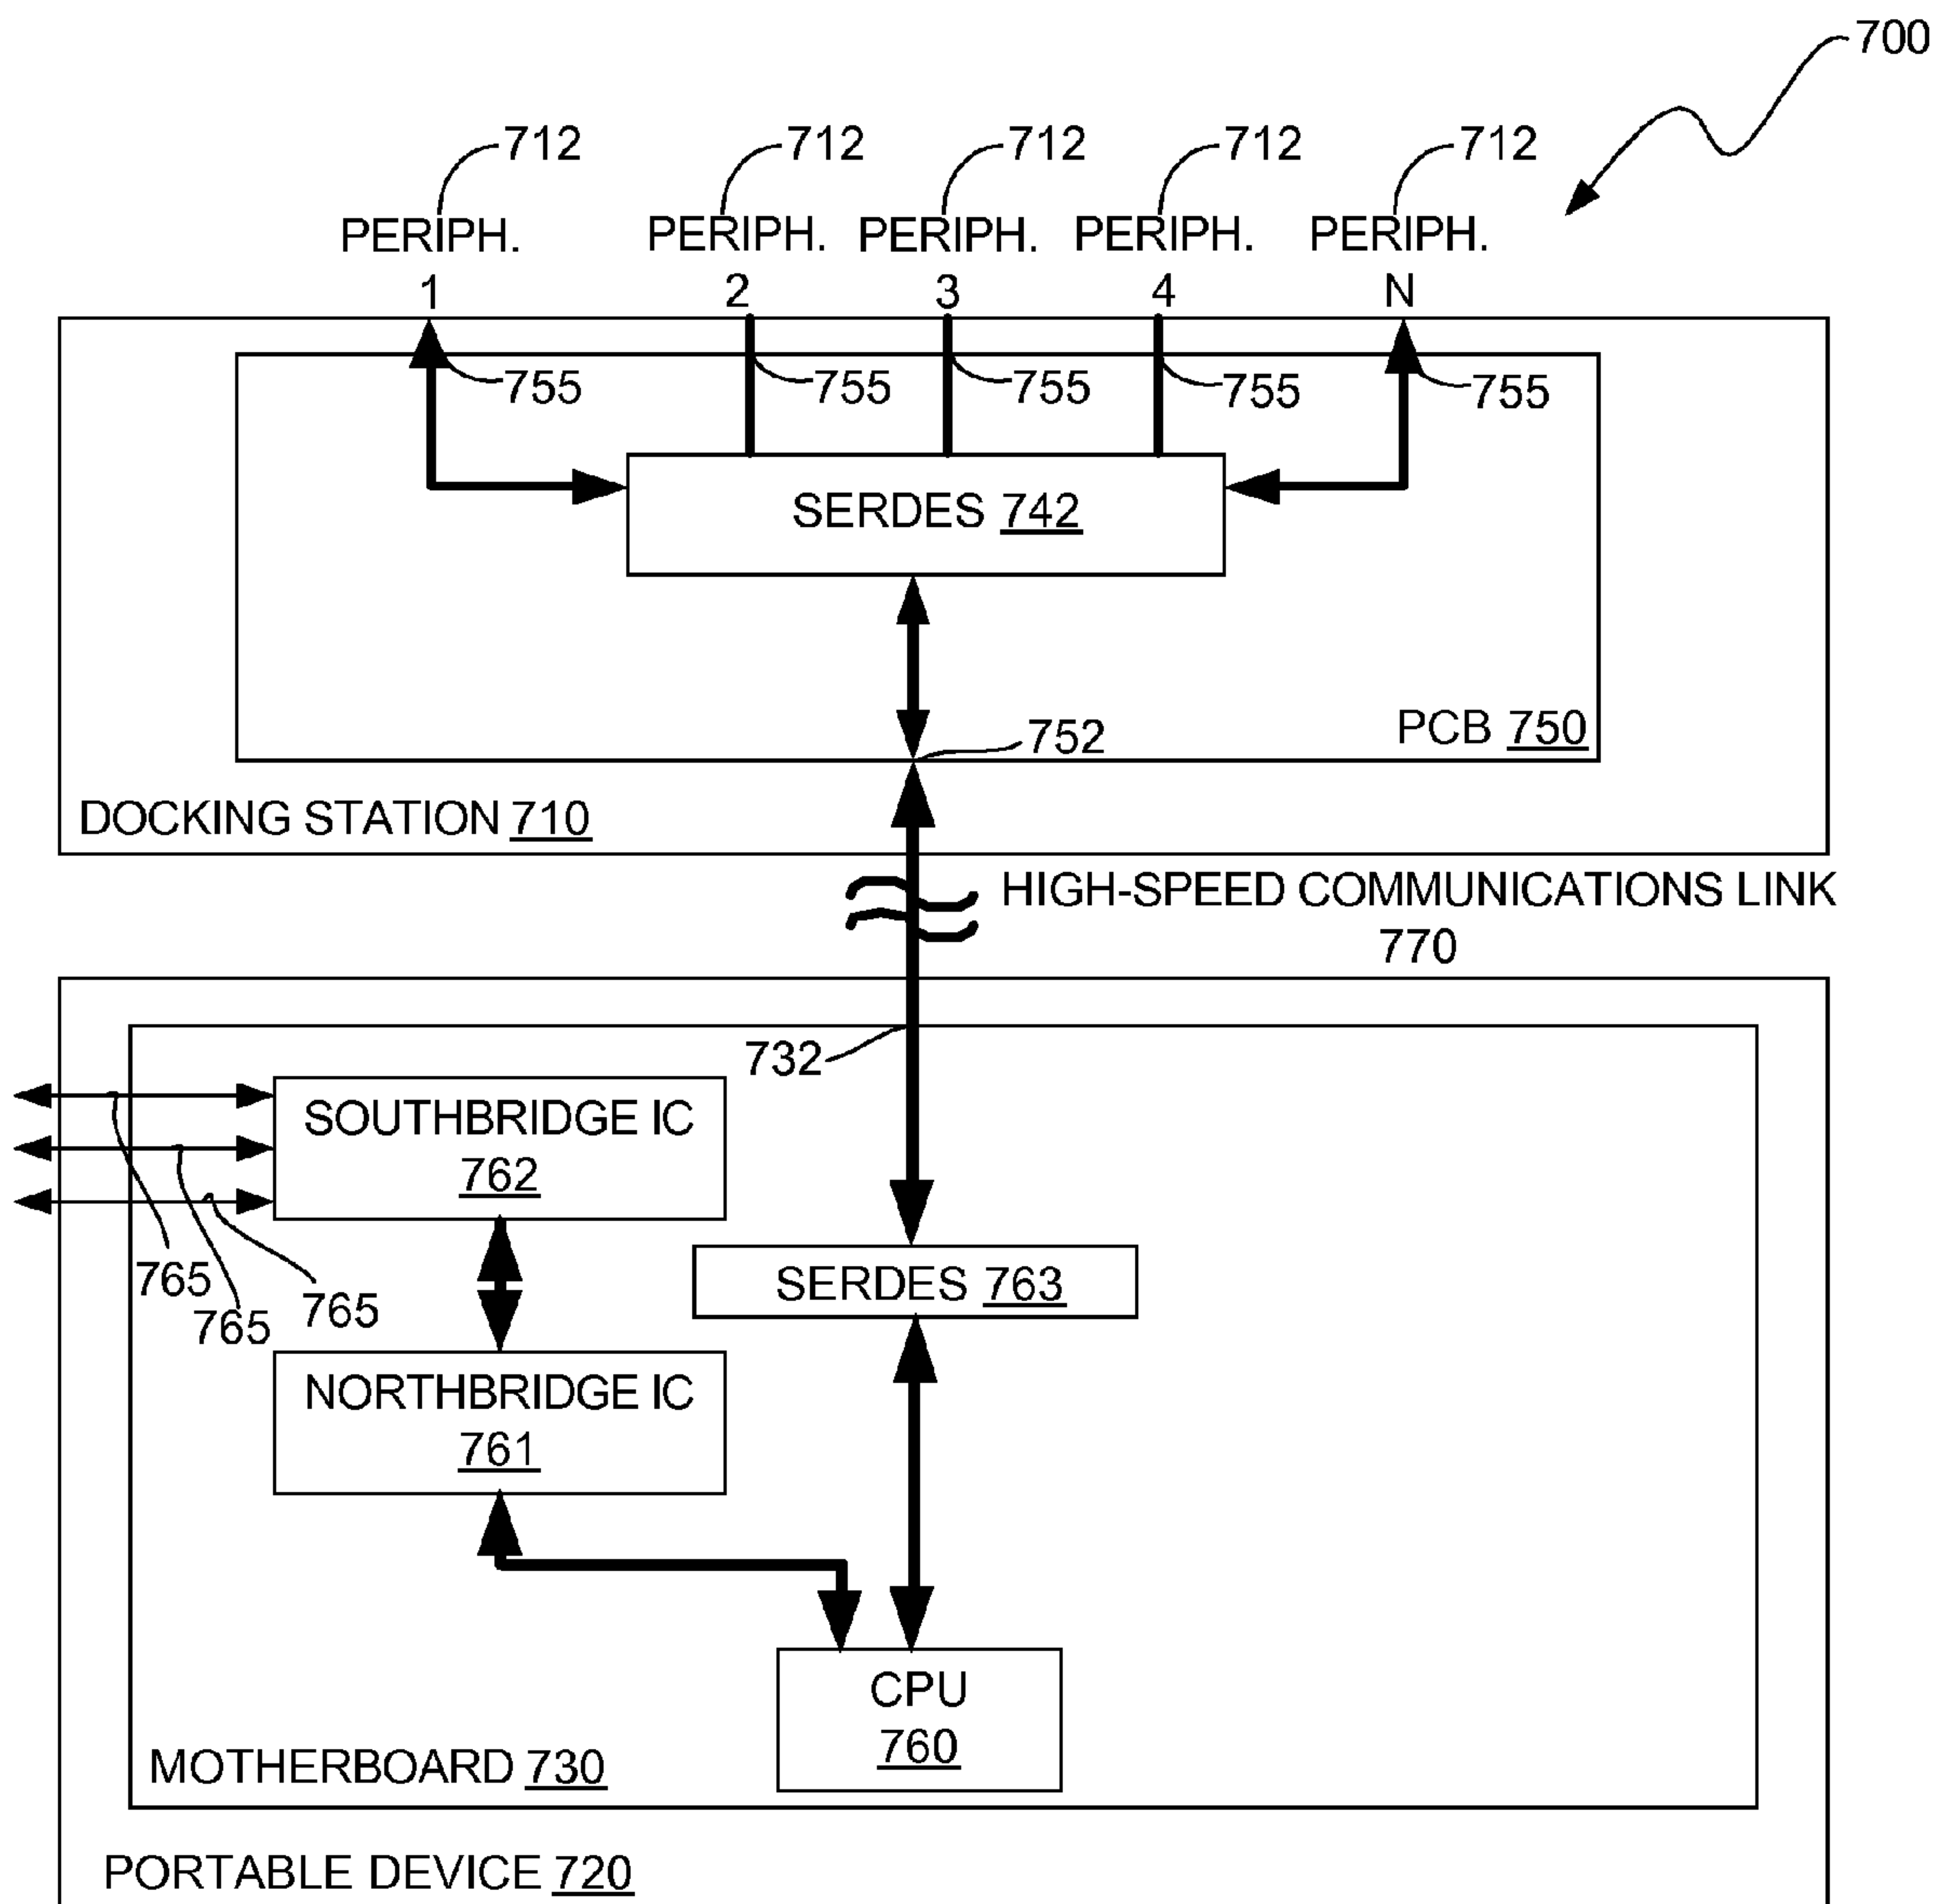 700
712 712 712 712 712
PERIPH. PERIPH. PERIPH. PERIPH. PERIPH.
1 2 3 4 N
755 755 755 755 755
SERDES 742
752
PCB 750
DOCKING STATION 710
HIGH-SPEED COMMUNICATIONS LINK
770
732
SOUTHBRIDGE IC
762
765
765
765
SERDES 763
NORTHBRIDGE IC
761
CPU
760
MOTHERBOARD 730
PORTABLE DEVICE 720